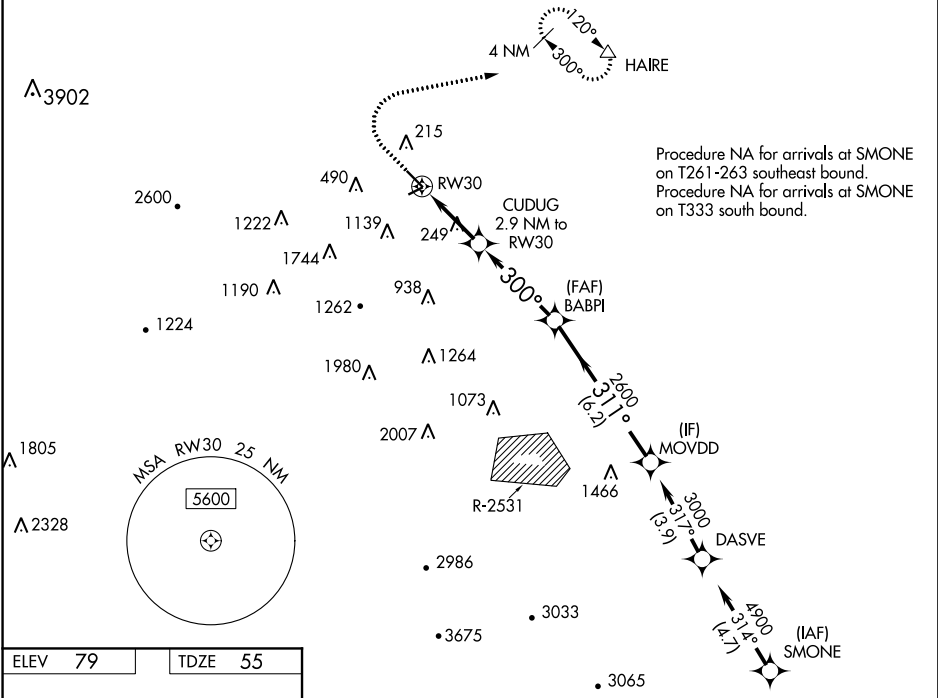 120°
4 NM
300°
HAIRE
3902
215
Procedure NA for arrivals at SMONE
on T261-263 southeast bound.
Procedure NA for arrivals at SMONE
on T333 south bound.
490
RW30
2600
CUDUG
2.9 NM to
RW30
1222
1139
249
1744
300°
1190
938
(FAF)
BABPI
1262
1224
1264
1980
2600
311°
(6.2)
1073
2007
(IF)
MOVDD
1805
MSA RW30 25 NM
5600
1466
R-2531
3000
317°
(3.9)
2328
DASVE
2986
4900
314°
(4.7)
3033
3675
(IAF)
SMONE
ELEV 79
TDZE 55
3065